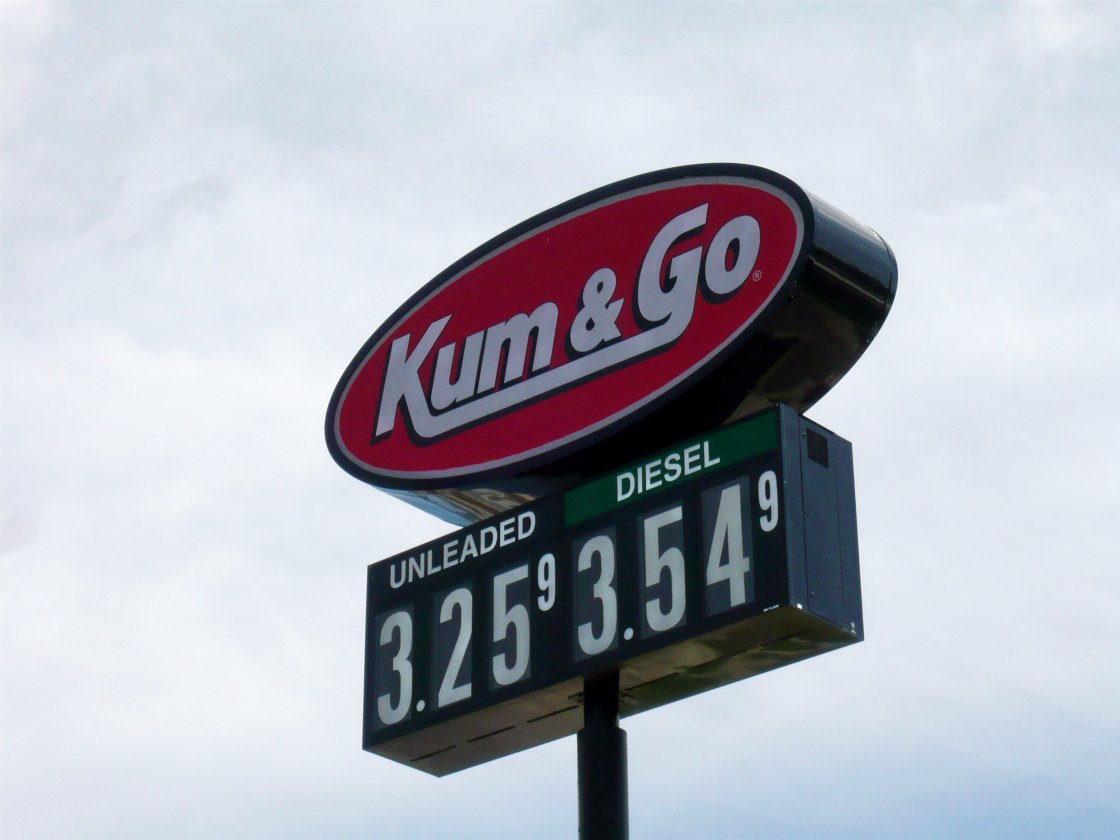 Kum & Go®
UNLEADED
3.25 9
DIESEL
3.54 9